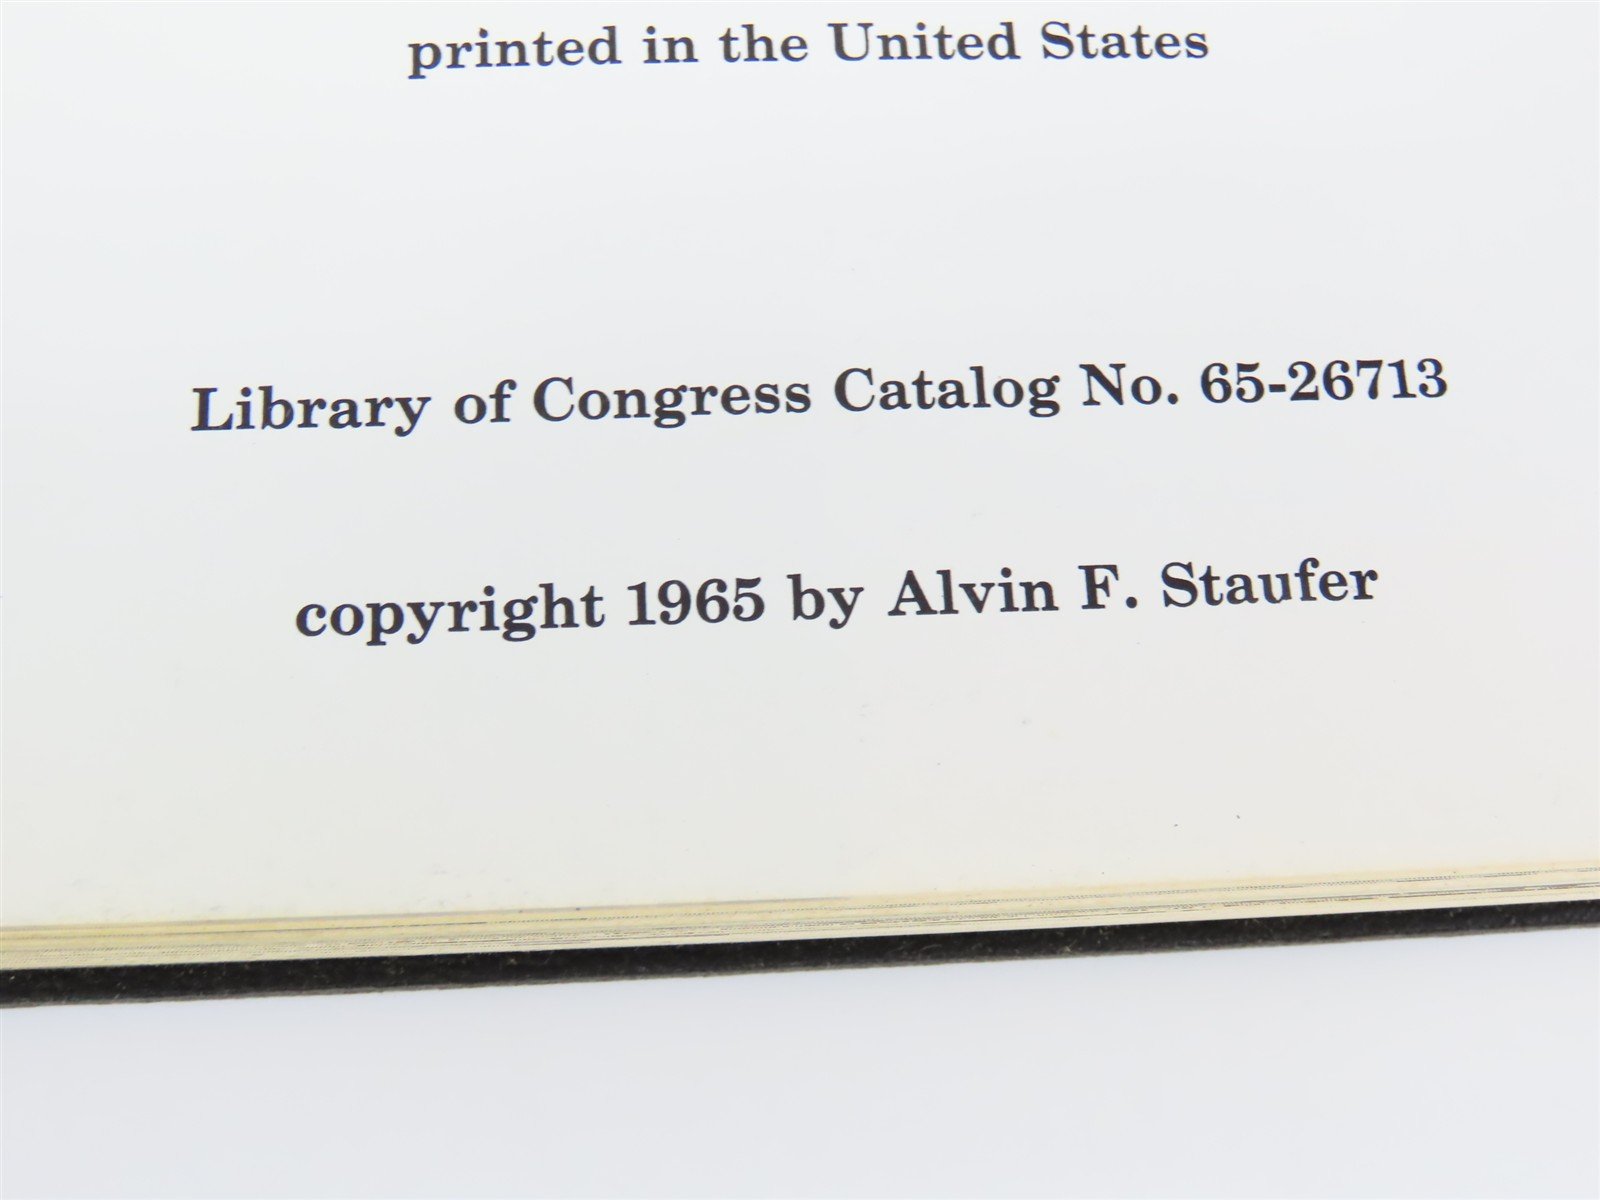 printed in the United States
Library of Congress Catalog No. 65-26713
copyright 1965 by Alvin F. Staufer